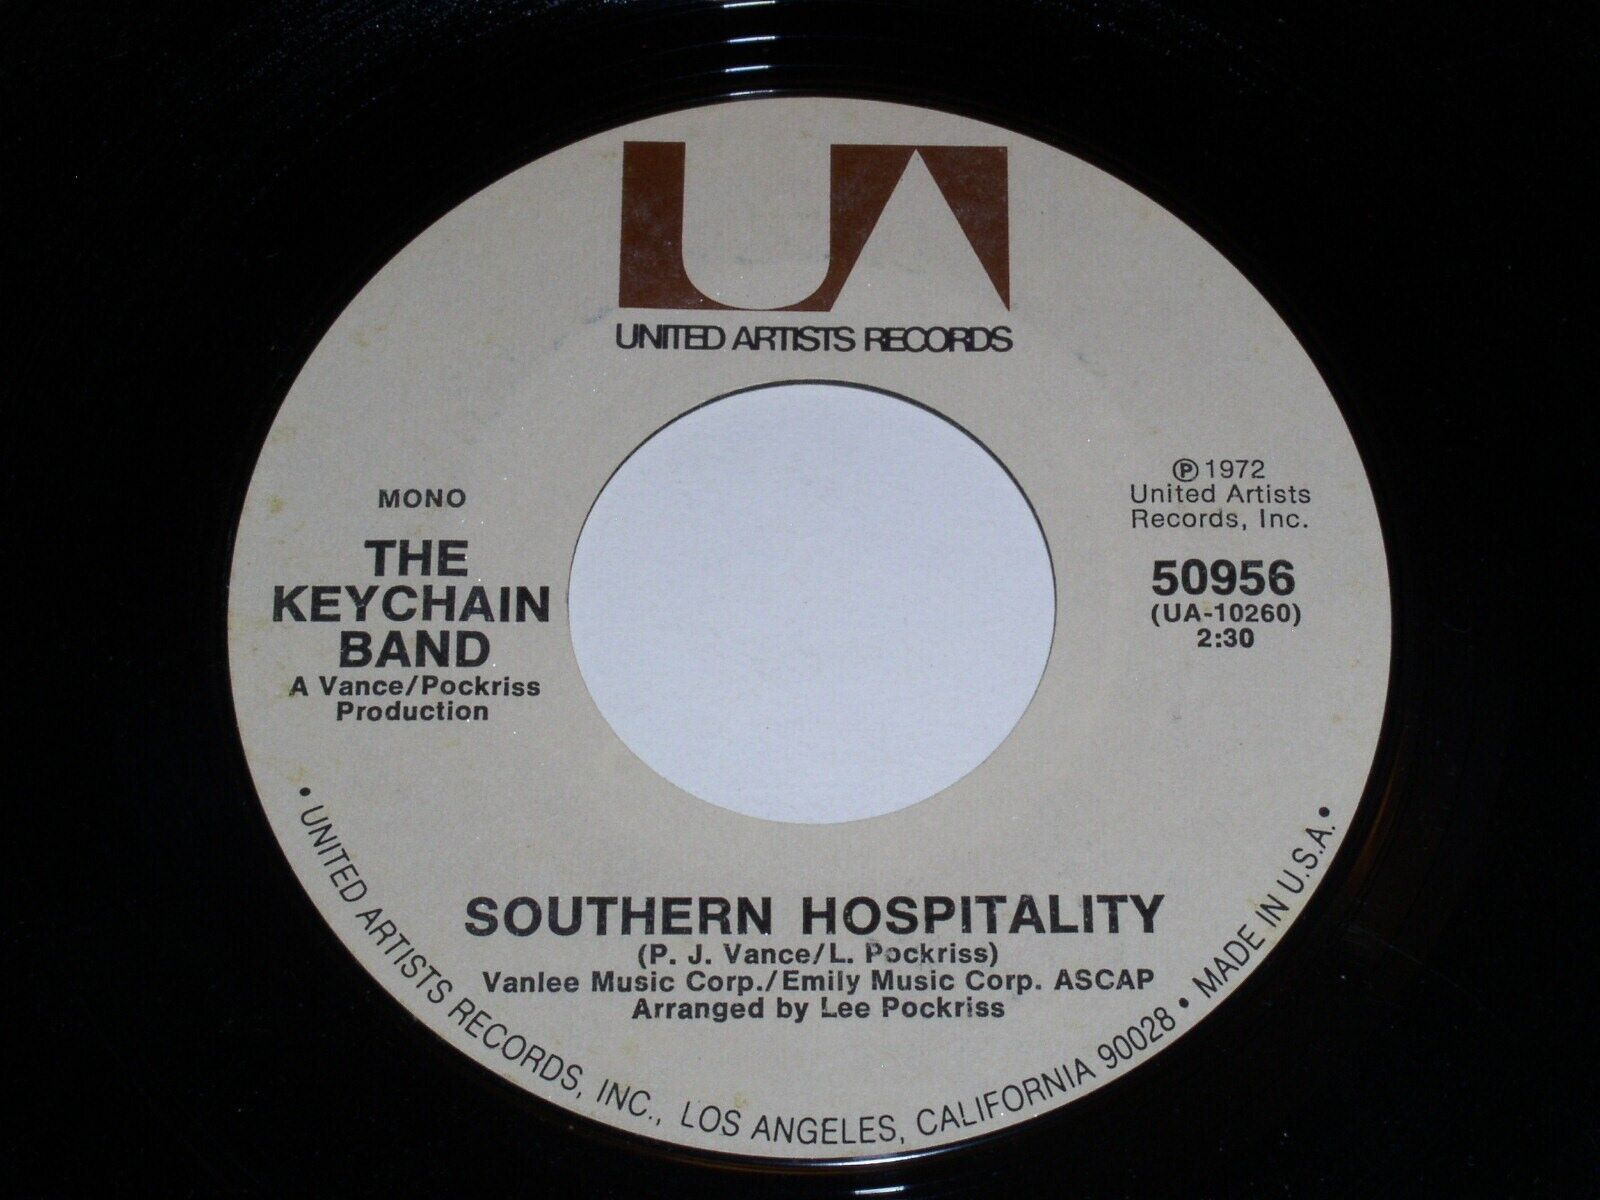 UA
UNITED ARTISTS RECORDS
MONO
THE
KEYCHAIN
BAND
A Vance/Pockriss
Production
℗ 1972
United Artists
Records, Inc.
50956
(UA-10260)
2:30
SOUTHERN HOSPITALITY
(P. J. Vance/L. Pockriss)
Vanlee Music Corp./Emily Music Corp. ASCAP
Arranged by Lee Pockriss
• UNITED ARTISTS RECORDS, INC., LOS ANGELES, CALIFORNIA 90028 • MADE IN U.S.A. •